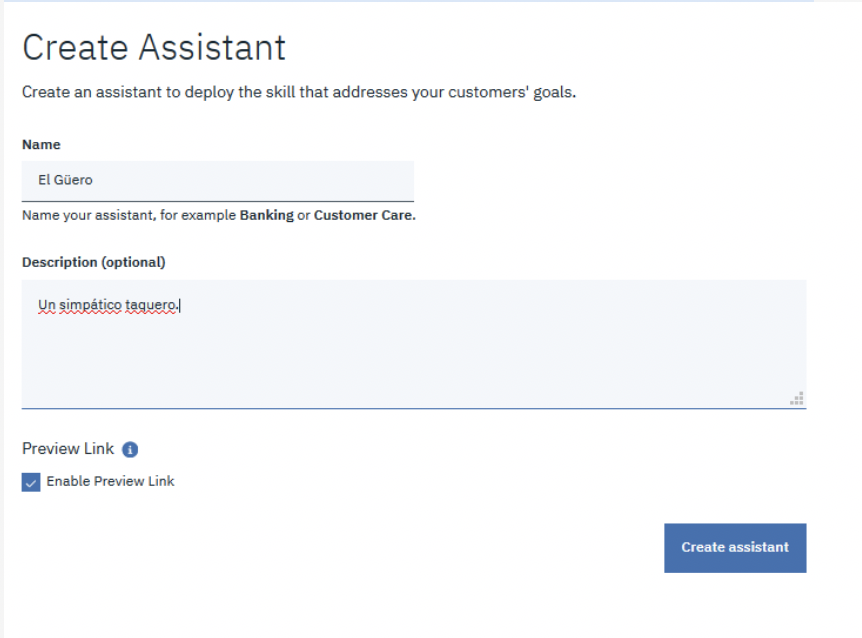 Create Assistant
Create an assistant to deploy the skill that addresses your customers' goals.
Name
El Güero
Name your assistant, for example Banking or Customer Care.
Description (optional)
Un simpático taquero.
Preview Link
Enable Preview Link
Create assistant